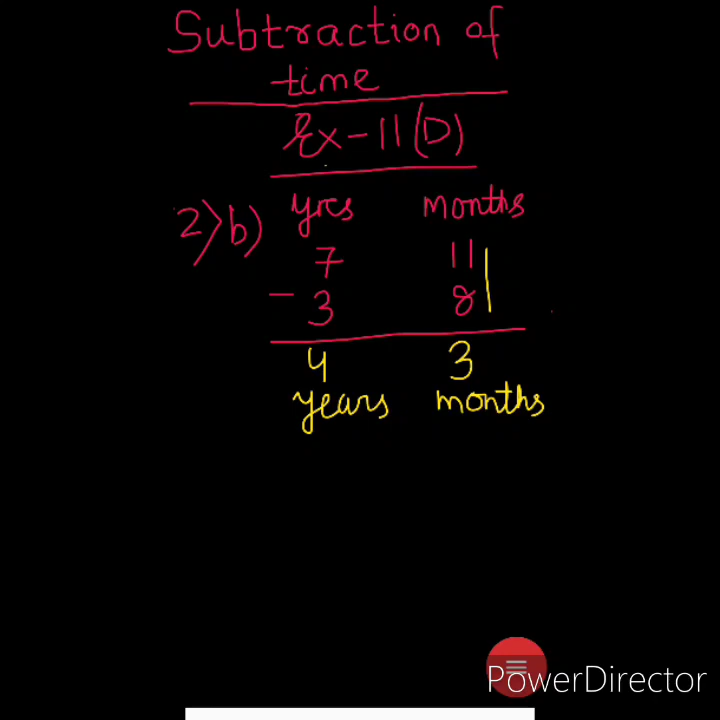 Subtraction of
time
Ex-11(D)
2>b) yrs months
7 11
- 3 8
4 3
years months
PowerDirector